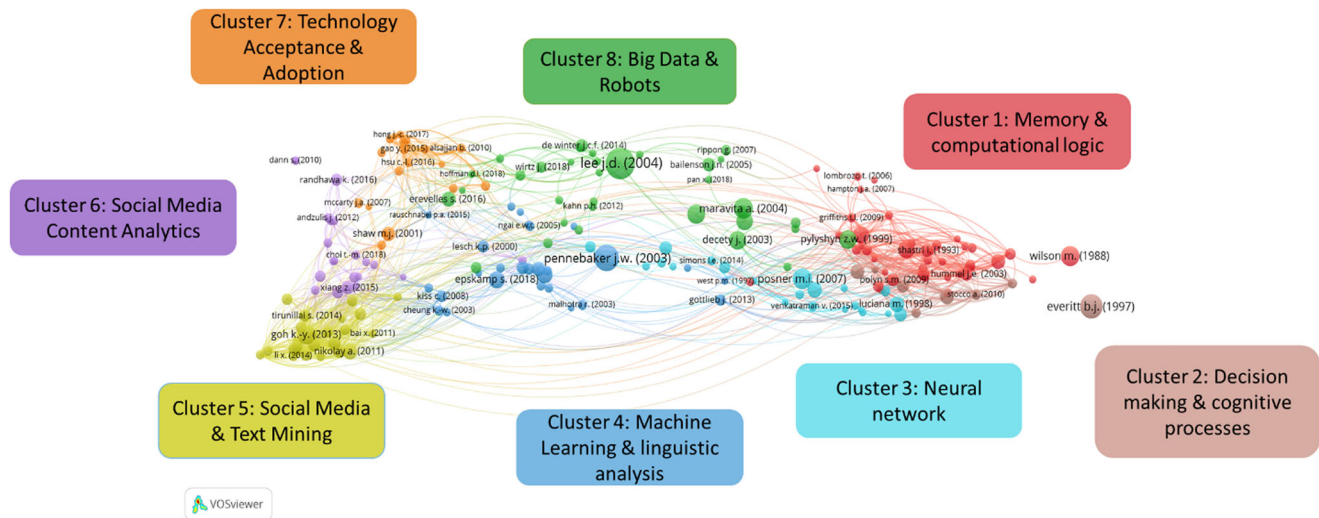 Cluster 7: Technology
Acceptance &
Adoption
Cluster 8: Big Data &
Robots
Cluster 1: Memory &
computational logic
Cluster 6: Social Media
Content Analytics
hong j.-c. (2017)
gao y. (2015)
alsajjan b. (2010)
hsu c.-l. (2016)
dann s. (2010)
randhawa k. (2016)
mccarty j.a. (2007)
andzulis j. (2012)
shaw m.j. (2001)
choi t.-m. (2018)
xiang z. (2015)
de winter j.c.f. (2014)
lee j.d. (2004)
wirtz j. (2018)
hoffman d.l. (2018)
erevelles s. (2016)
rauschnabel p.a. (2015)
kahn p.h. (2012)
ngai e.w.t. (2005)
lesch k.p. (2000)
pennebaker j.w. (2003)
epskamp s. (2018)
kiss c. (2008)
cheung k.-w. (2003)
malhotra r. (2003)
rippon g. (2007)
bailenson j.n. (2005)
pan x. (2018)
maravita a. (2004)
decety j. (2003)
simons l.e. (2014)
west p.m. (1997)
gottlieb j. (2013)
posner m.i. (2007)
venkatraman v. (2015)
luciana m. (1998)
lombrozo t. (2006)
hampton j.a. (2007)
griffiths t.l. (2009)
pylyshyn z.w. (1999)
shastri l. (1993)
polyn s.m. (2009)
hummel j.e. (2003)
stocco a. (2010)
wilson m. (1988)
everitt b.j. (1997)
tirunillai s. (2014)
goh k.-y. (2013)
bai x. (2011)
li x. (2014)
nikolay a. (2011)
Cluster 5: Social Media
& Text Mining
Cluster 4: Machine
Learning & linguistic
analysis
Cluster 3: Neural
network
Cluster 2: Decision
making & cognitive
processes
VOSviewer